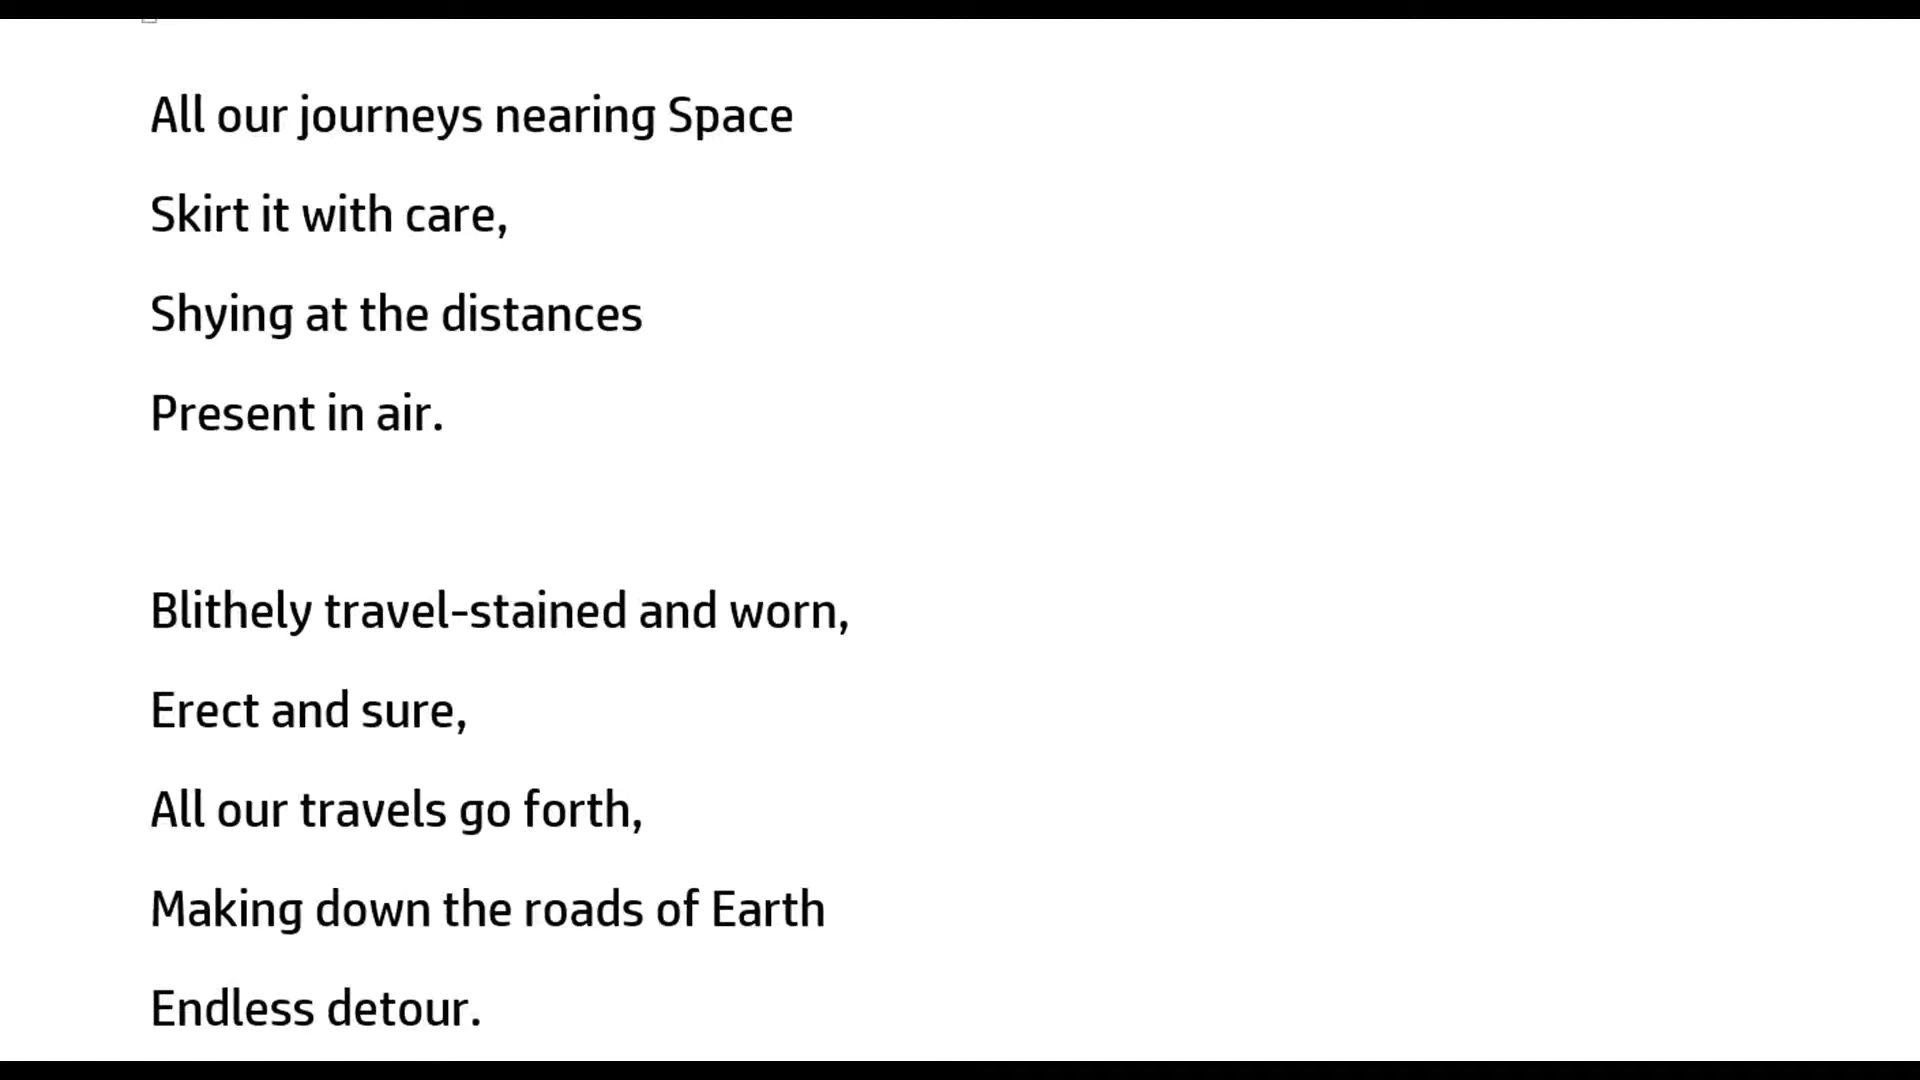 All our journeys nearing Space
Skirt it with care,
Shying at the distances
Present in air.
Blithely travel-stained and worn,
Erect and sure,
All our travels go forth,
Making down the roads of Earth
Endless detour.